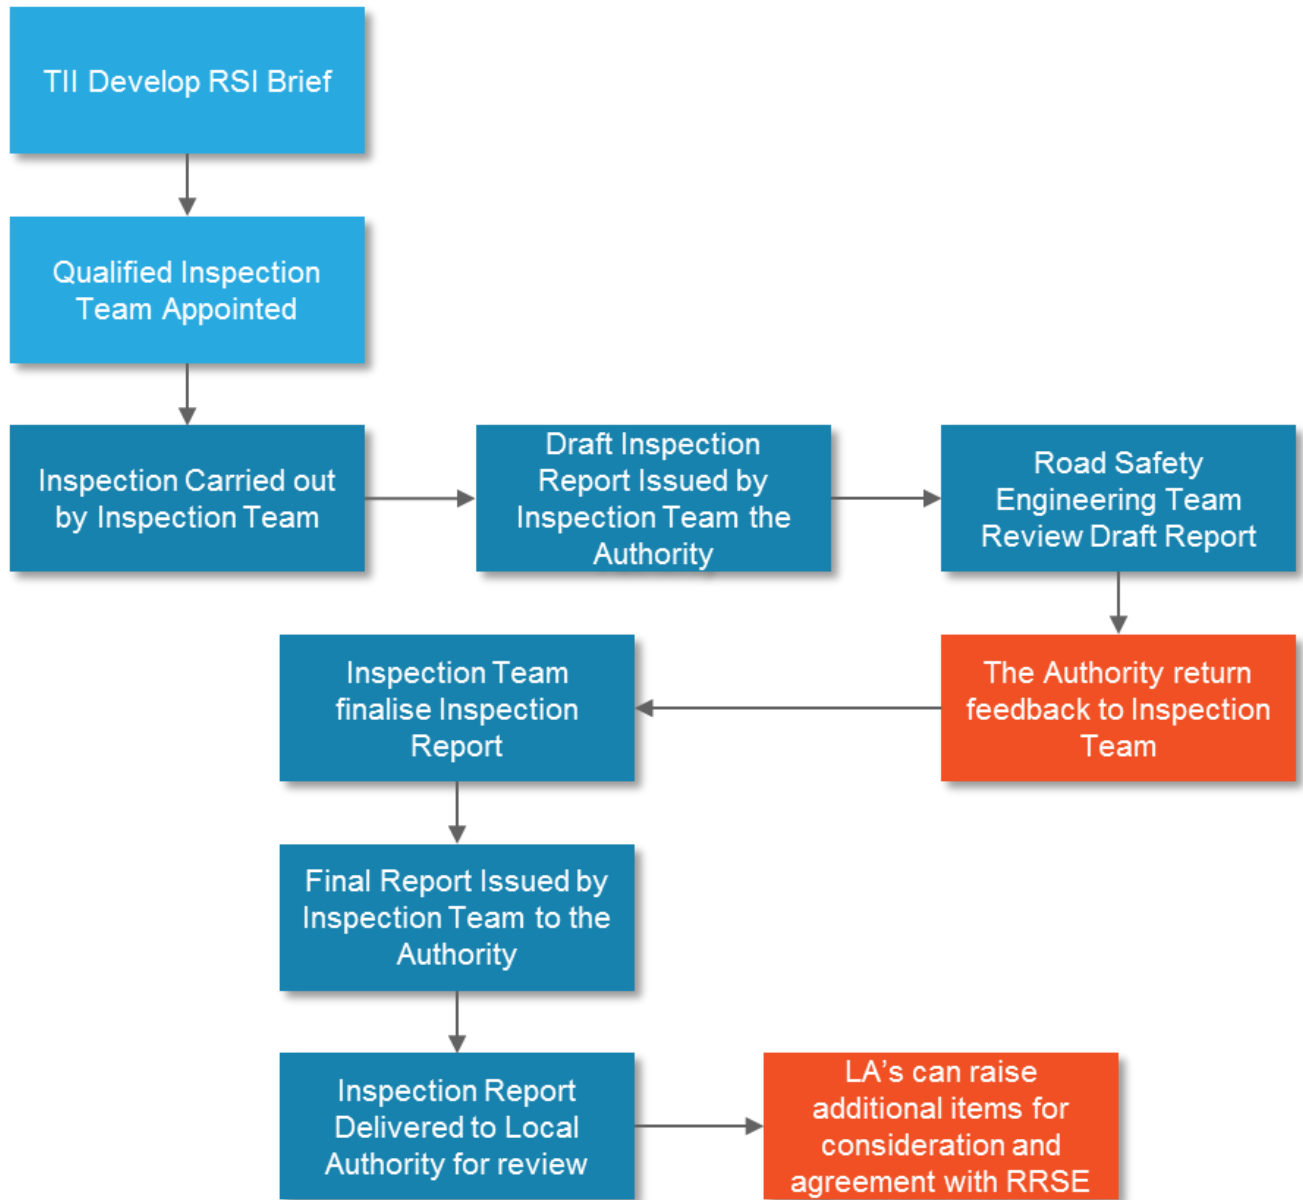 TII Develop RSI Brief
Qualified Inspection
Team Appointed
Inspection Carried out
by Inspection Team
Draft Inspection
Report Issued by
Inspection Team the
Authority
Road Safety
Engineering Team
Review Draft Report
The Authority return
feedback to Inspection
Team
Inspection Team
finalise Inspection
Report
Final Report Issued by
Inspection Team to the
Authority
Inspection Report
Delivered to Local
Authority for review
LA's can raise
additional items for
consideration and
agreement with RRSE